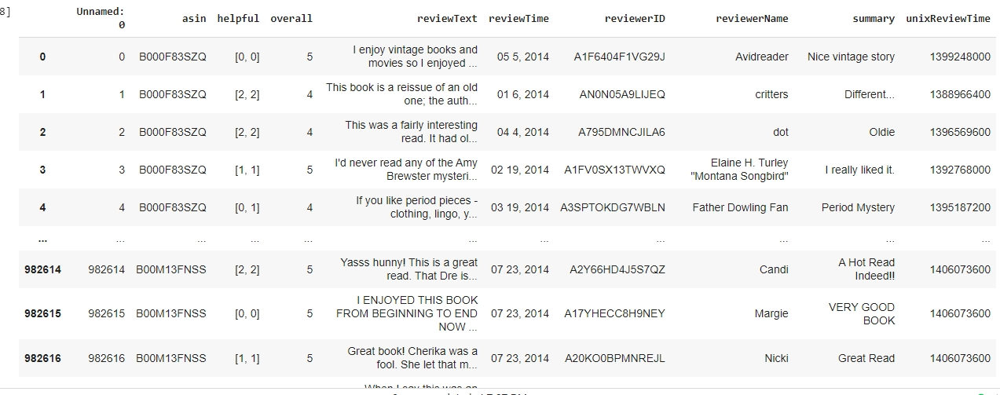 8]
Unnamed: 0 asin helpful overall reviewText reviewTime reviewerID reviewerName summary unixReviewTime
0 0 B000F83SZQ [0, 0] 5 I enjoy vintage books and movies so I enjoyed ... 05 5, 2014 A1F6404F1VG29J Avidreader Nice vintage story 1399248000
1 1 B000F83SZQ [2, 2] 4 This book is a reissue of an old one; the auth... 01 6, 2014 AN0N05A9LIJEQ critters Different... 1388966400
2 2 B000F83SZQ [2, 2] 4 This was a fairly interesting read. It had ol... 04 4, 2014 A795DMNCJILA6 dot Oldie 1396569600
3 3 B000F83SZQ [1, 1] 5 I'd never read any of the Amy Brewster mysteri... 02 19, 2014 A1FV0SX13TWVXQ Elaine H. Turley "Montana Songbird" I really liked it. 1392768000
4 4 B000F83SZQ [0, 1] 4 If you like period pieces - clothing, lingo, y... 03 19, 2014 A3SPTOKDG7WBLN Father Dowling Fan Period Mystery 1395187200
... ... ... ... ... ... ... ... ... ... ...
982614 982614 B00M13FNSS [2, 2] 5 Yasss hunny! This is a great read. That Dre is... 07 23, 2014 A2Y66HD4J5S7QZ Candi A Hot Read Indeed!! 1406073600
982615 982615 B00M13FNSS [0, 0] 5 I ENJOYED THIS BOOK FROM BEGINNING TO END NOW ... 07 23, 2014 A17YHECC8H9NEY Margie VERY GOOD BOOK 1406073600
982616 982616 B00M13FNSS [1, 1] 5 Great book! Cherika was a fool. She let that m... 07 23, 2014 A20KO0BPMNREJL Nicki Great Read 1406073600
When I say this was an